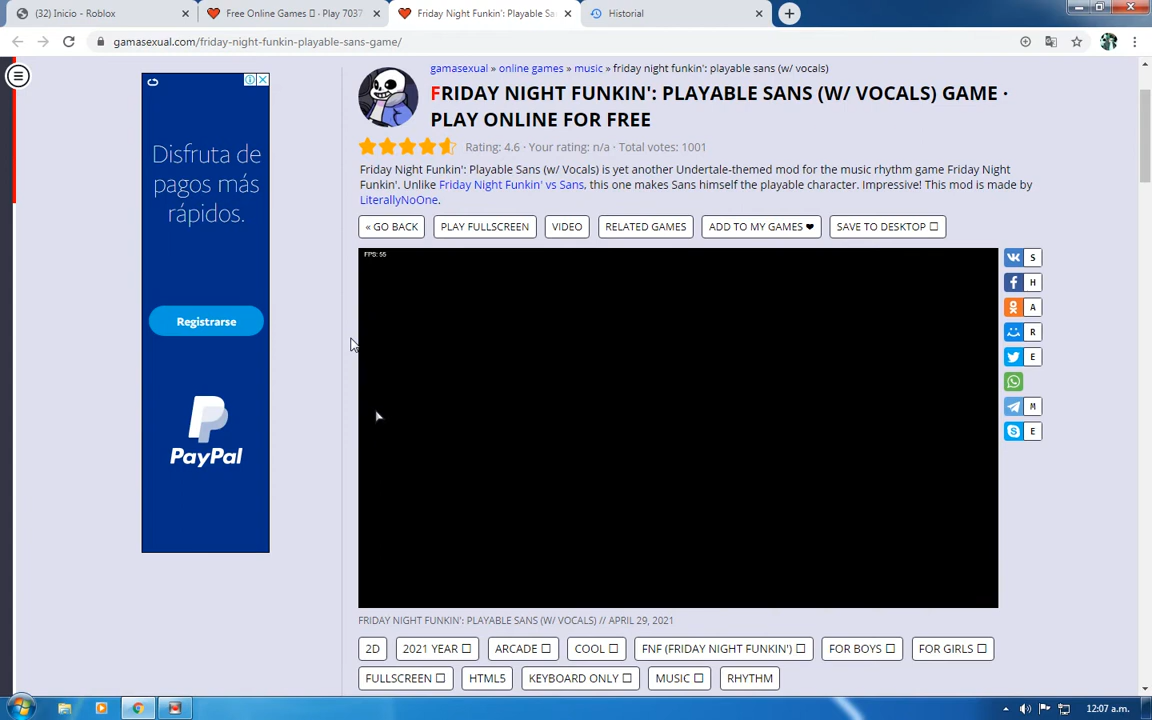 (32) Inicio - Roblox
Free Online Games · Play 7037
Friday Night Funkin': Playable Sa
Historial
gamasexual.com/friday-night-funkin-playable-sans-game/
gamasexual » online games » music » friday night funkin': playable sans (w/ vocals)
FRIDAY NIGHT FUNKIN': PLAYABLE SANS (W/ VOCALS) GAME ·
PLAY ONLINE FOR FREE
Rating: 4.6 · Your rating: n/a · Total votes: 1001
Friday Night Funkin': Playable Sans (w/ Vocals) is yet another Undertale-themed mod for the music rhythm game Friday Night
Funkin'. Unlike Friday Night Funkin' vs Sans, this one makes Sans himself the playable character. Impressive! This mod is made by
LiterallyNoOne.
« GO BACK
PLAY FULLSCREEN
VIDEO
RELATED GAMES
ADD TO MY GAMES ❤
SAVE TO DESKTOP
Disfruta de
pagos más
rápidos.
Registrarse
PayPal
FPS: 55
S
H
A
R
E
M
E
FRIDAY NIGHT FUNKIN': PLAYABLE SANS (W/ VOCALS) // APRIL 29, 2021
2D
2021 YEAR
ARCADE
COOL
FNF (FRIDAY NIGHT FUNKIN')
FOR BOYS
FOR GIRLS
FULLSCREEN
HTML5
KEYBOARD ONLY
MUSIC
RHYTHM
12:07 a.m.